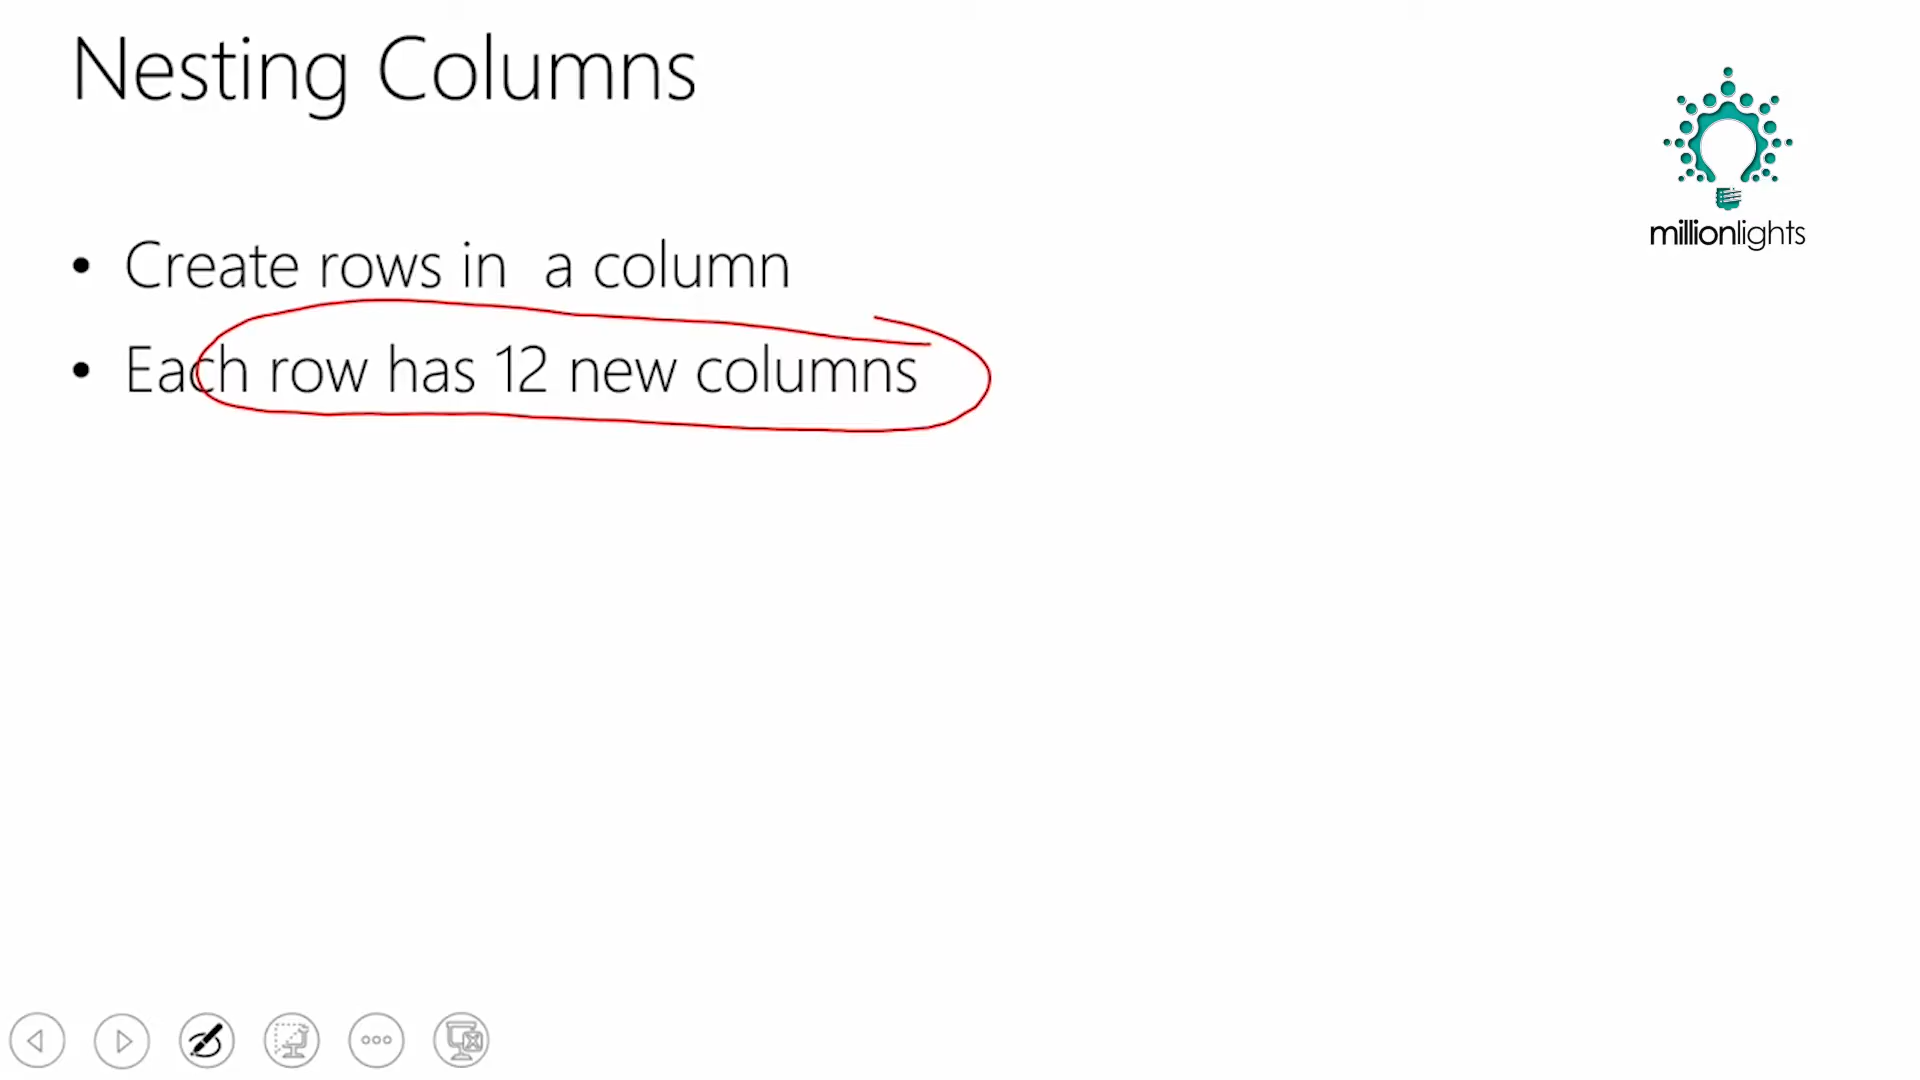 Nesting Columns
millionlights
• Create rows in a column
• Each row has 12 new columns